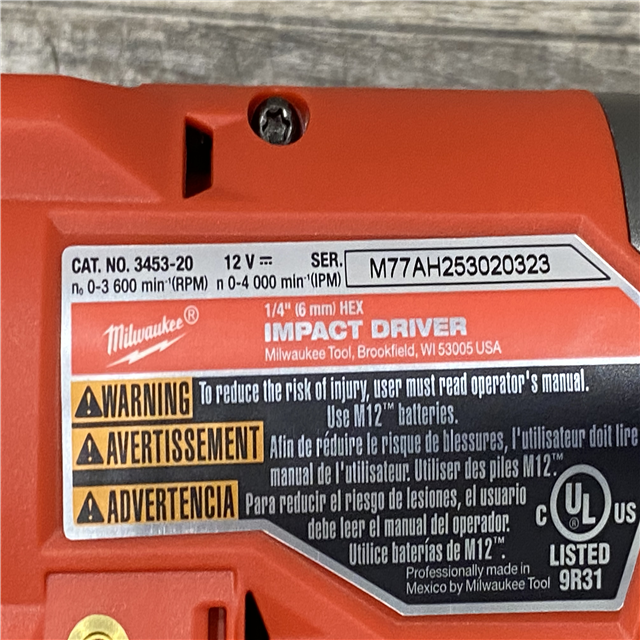 CAT. NO. 3453-20 12 V⎓ SER. M77AH253020323
n₀ 0-3 600 min⁻¹(RPM) n 0-4 000 min⁻¹(IPM)
Milwaukee®
1/4" (6 mm) HEX
IMPACT DRIVER
Milwaukee Tool, Brookfield, WI 53005 USA
⚠WARNING To reduce the risk of injury, user must read operator's manual.
Use M12™ batteries.
⚠AVERTISSEMENT Afin de réduire le risque de blessures, l'utilisateur doit lire
manual de l'utilisateur. Utiliser des piles M12.™
⚠ADVERTENCIA Para reducir el riesgo de lesiones, el usuario
debe leer el manual del operador.
Utilice baterías de M12™.
Professionally made in
Mexico by Milwaukee Tool
C UL® US
LISTED
9R31